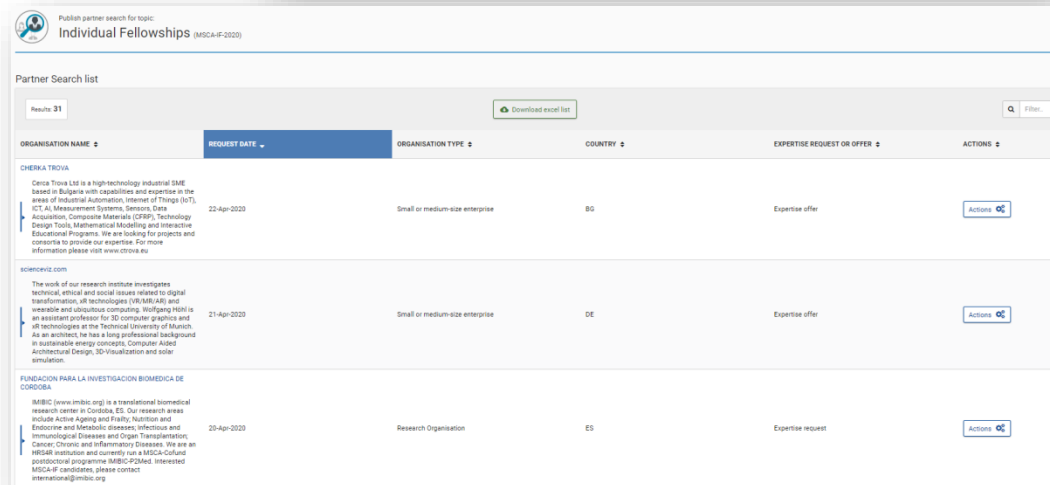 Publish partner search for topic:
Individual Fellowships (MSCA-IF-2020)
Partner Search list
Results: 31
Download excel list
Filter..
ORGANISATION NAME
REQUEST DATE
ORGANISATION TYPE
COUNTRY
EXPERTISE REQUEST OR OFFER
ACTIONS
CHERKA TROVA
Cerca Trova Ltd is a high-technology industrial SME
based in Bulgaria with capabilities and expertise in the
areas of Industrial Automation, Internet of Things (IoT),
ICT, AI, Measurement Systems, Sensors, Data
Acquisition, Composite Materials (CFRP), Technology
Design Tools, Mathematical Modelling and Interactive
Educational Programs. We are looking for projects and
consortia to provide our expertise. For more
information please visit www.ctrova.eu
22-Apr-2020
Small or medium-size enterprise
BG
Expertise offer
Actions
scienceviz.com
The work of our research institute investigates
technical, ethical and social issues related to digital
transformation, xR technologies (VR/MR/AR) and
wearable and ubiquitous computing. Wolfgang Höhl is
an assistant professor for 3D computer graphics and
xR technologies at the Technical University of Munich.
As an architect, he has a long professional background
in sustainable energy concepts, Computer Aided
Architectural Design, 3D-Visualization and solar
simulation.
21-Apr-2020
Small or medium-size enterprise
DE
Expertise offer
Actions
FUNDACION PARA LA INVESTIGACION BIOMEDICA DE
CORDOBA
IMIBIC (www.imibic.org) is a translational biomedical
research center in Cordoba, ES. Our research areas
include Active Ageing and Frailty; Nutrition and
Endocrine and Metabolic diseases; Infectious and
Immunological Diseases and Organ Transplantation;
Cancer; Chronic and Inflammatory Diseases. We are an
HRS4R institution and currently run a MSCA-Cofund
postdoctoral programme IMIBIC-P2Med. Interested
MSCA-IF candidates, please contact
international@imibic.org
20-Apr-2020
Research Organisation
ES
Expertise request
Actions